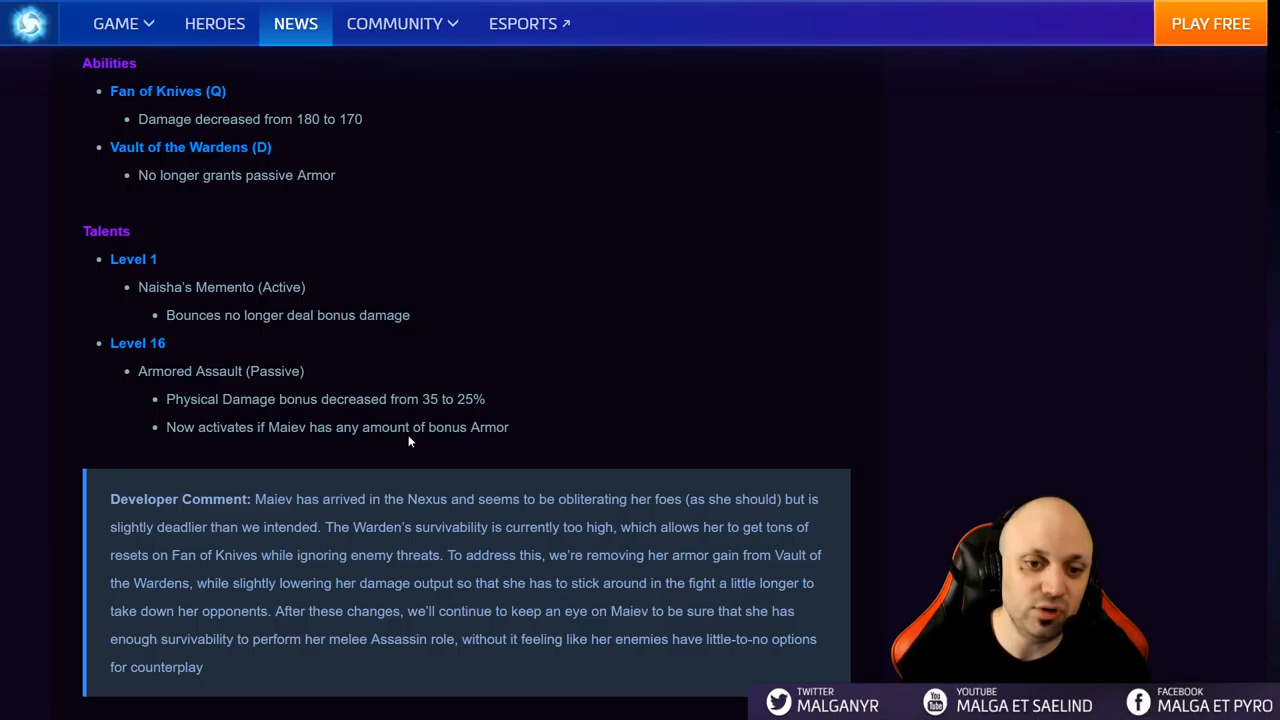 GAME HEROES NEWS COMMUNITY ESPORTS PLAY FREE
Abilities
Fan of Knives (Q)
Damage decreased from 180 to 170
Vault of the Wardens (D)
No longer grants passive Armor
Talents
Level 1
Naisha's Memento (Active)
Bounces no longer deal bonus damage
Level 16
Armored Assault (Passive)
Physical Damage bonus decreased from 35 to 25%
Now activates if Maiev has any amount of bonus Armor
Developer Comment: Maiev has arrived in the Nexus and seems to be obliterating her foes (as she should) but is
slightly deadlier than we intended. The Warden's survivability is currently too high, which allows her to get tons of
resets on Fan of Knives while ignoring enemy threats. To address this, we're removing her armor gain from Vault of
the Wardens, while slightly lowering her damage output so that she has to stick around in the fight a little longer to
take down her opponents. After these changes, we'll continue to keep an eye on Maiev to be sure that she has
enough survivability to perform her melee Assassin role, without it feeling like her enemies have little-to-no options
for counterplay
TWITTER
MALGANYR
You Tube
YOUTUBE
MALGA ET SAELIND
FACEBOOK
MALGA ET PYRO